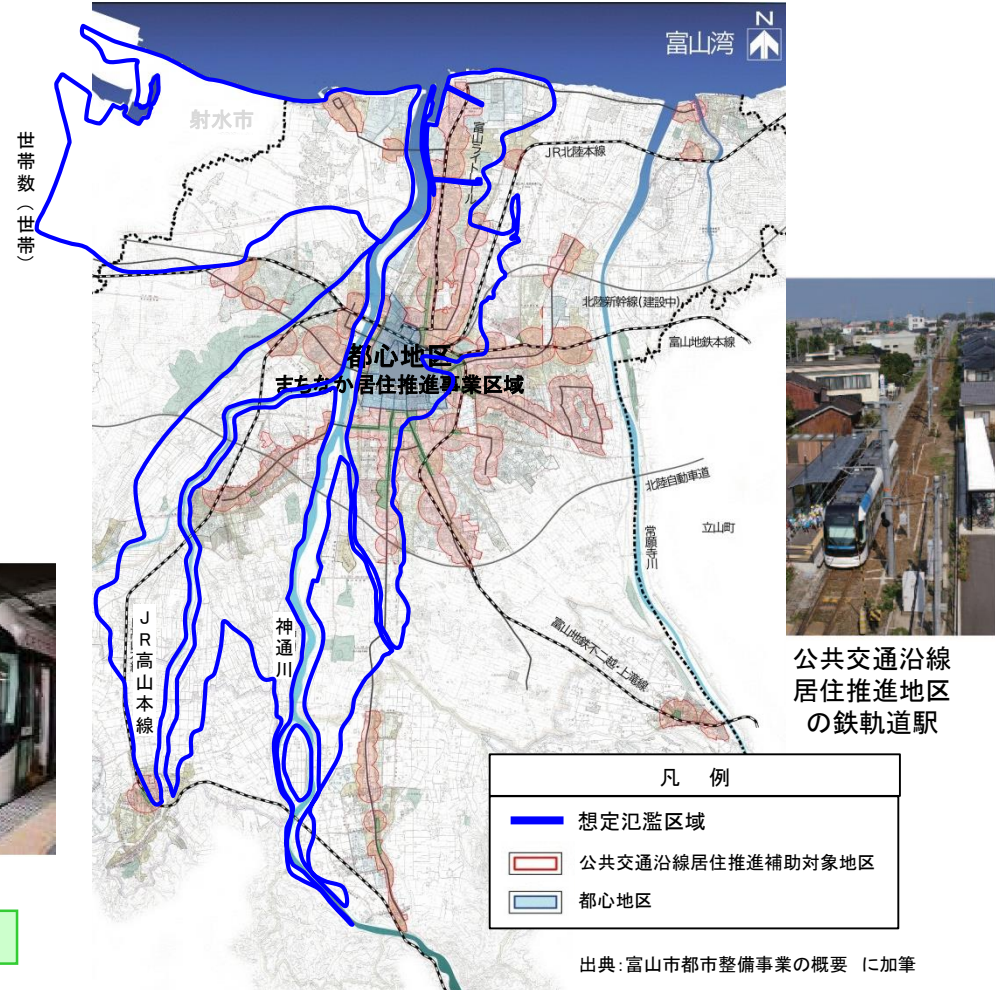 N
富山湾
射水市
世帯数(世帯)
富山ライトレール
JR北陸本線
北陸新幹線(建設中)
富山地鉄本線
都心地区
まちなか居住推進事業区域
北陸自動車道
立山町
常願寺川
富山地鉄不二越・上滝線
JR高山本線
神通川
公共交通沿線
居住推進地区
の鉄軌道駅
凡 例
想定氾濫区域
公共交通沿線居住推進補助対象地区
都心地区
出典:富山市都市整備事業の概要 に加筆